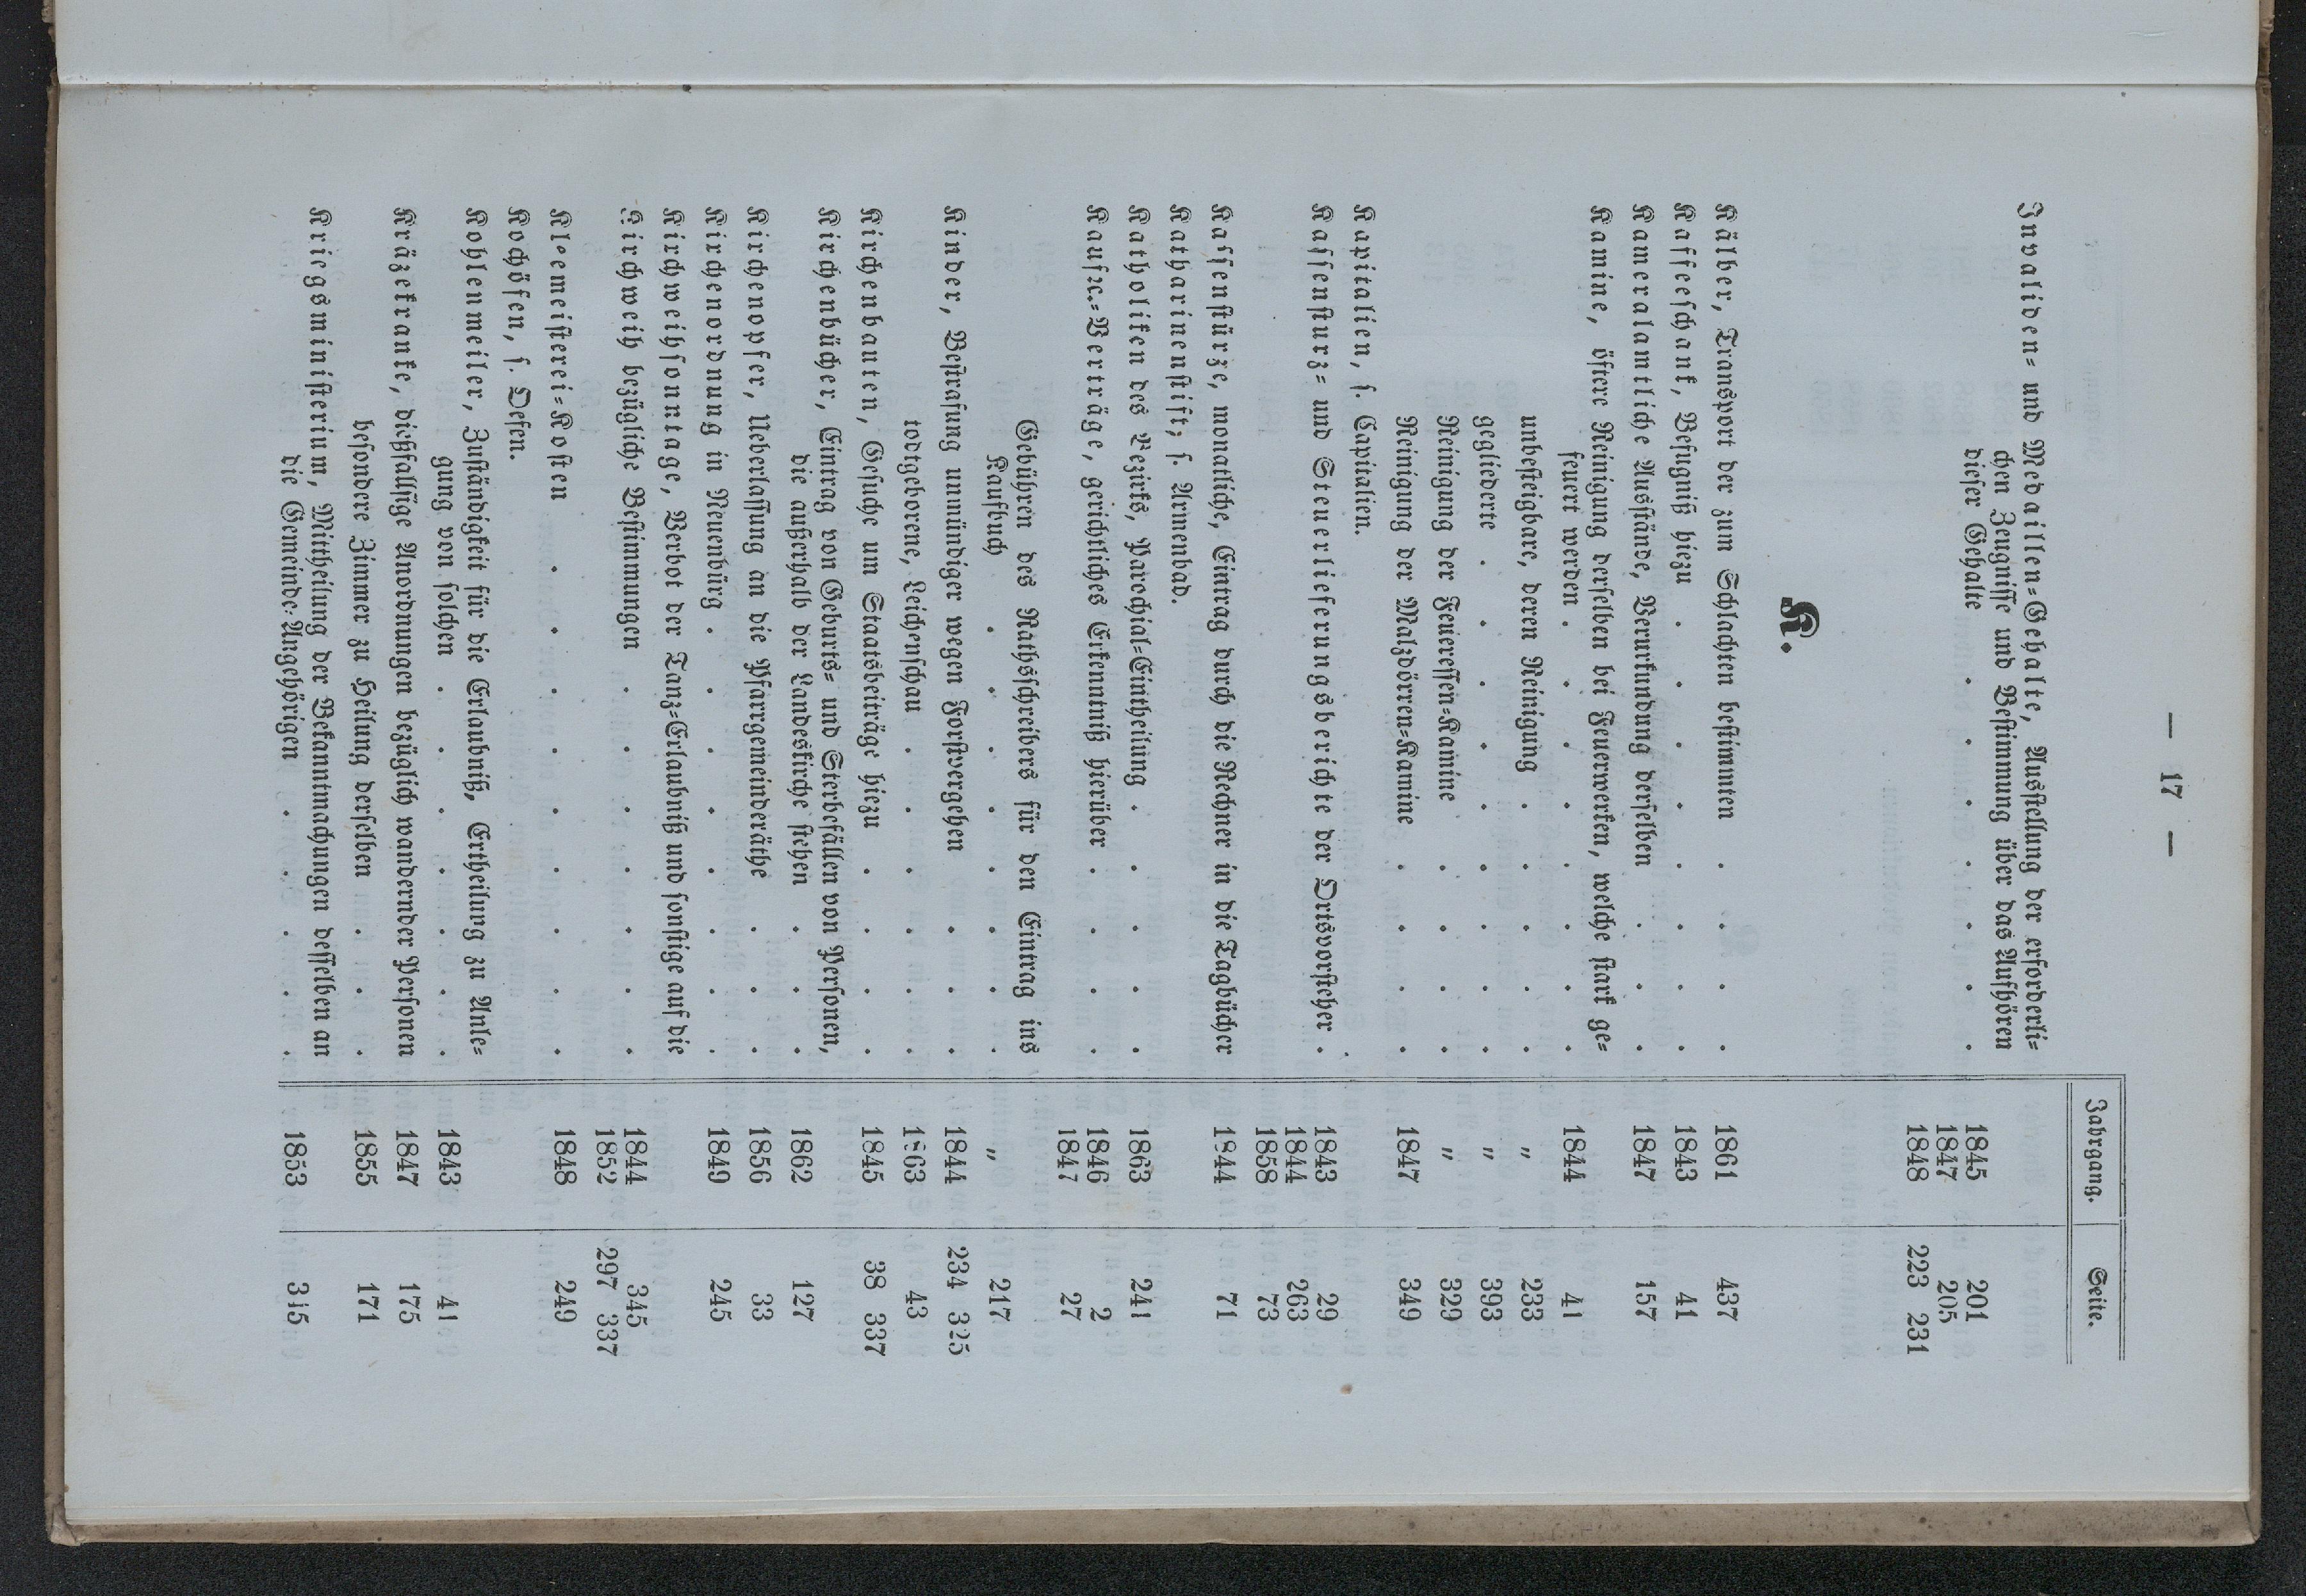 — 17 —
Jahrgang. Seite.
Invaliden= und Medaillen=Gehalte, Ausstellung der erforderli=
chen Zeugnisse und Bestimmung über das Aufhören
dieser Gehalte . . . . . . . 1845 201
1847 205
1848 223 231
K.
Kälber, Transport der zum Schlachten bestimmten . . . . 1861 437
Kaffeeschank, Befugniß hiezu . . . . . . . . 1843 41
Kameralamtliche Ausstände, Beurkundung derselben . . . 1847 157
Kamine, öftere Reinigung derselben bei Feuerwerken, welche stark ge=
feuert werden . . . . . . . . 1844 41
unbesteigbare, deren Reinigung . . . . . „ 233
gegliederte . . . . . . . . . „ 393
Reinigung der Feueressen=Kamine . . . . „ 329
Reinigung der Malzdörren=Kamine . . . . 1847 349
Kapitalien, s. Capitalien.
Kassensturz= und Steuerlieferungsberichte der Ortsvorsteher . 1843 29
1844 263
1858 73
Kassenstürze, monatliche, Eintrag durch die Rechner in die Tagbücher 1844 71
Katharinenstift, s. Armenbad.
Katholiken des Bezirks, Parochial=Eintheilung . . . . . 1863 241
Kaufsc.=Verträge, gerichtliches Erkenntniß hierüber . . . . 1846 2
1847 27
Gebühren des Rathsschreibers für den Eintrag ins
Kaufbuch . . . . . . . . „ 217
Kinder, Bestrafung unmündiger wegen Forstvergehen . . . 1844 234 325
todtgeborene, Leichenschau . . . . . . 1863 43
Kirchenbauten, Gesuche um Staatsbeiträge hiezu . . . . 1845 38 337
Kirchenbücher, Eintrag von Geburts= und Sterbefällen von Personen,
die außerhalb der Landeskirche stehen . . . 1862 127
Kirchenopfer, Ueberlassung an die Pfarrgemeinderäthe . . . 1856 33
Kirchenordnung in Neuenbürg . . . . . . . . 1849 245
Kirchweihsonntage, Verbot der Tanz=Erlaubniß und sonstige auf die
Kirchweih bezügliche Bestimmungen . . . . . . . 1844 345
1852 297 337
Kleemeisterei=Kosten . . . . . . . . . 1848 249
Kochöfen, s. Oefen.
Kohlenmeiler, Zuständigkeit für die Erlaubniß, Ertheilung zu Anle=
gung von solchen . . . . . . . 1843 41
Kräzekranke, dießfallsige Anordnungen bezüglich wandernder Personen 1847 175
besondere Zimmer zu Heilung derselben . . . 1855 171
Kriegsministerium, Mittheilung der Bekanntmachungen desselben an
die Gemeinde=Angehörigen . . . . . 1853 315